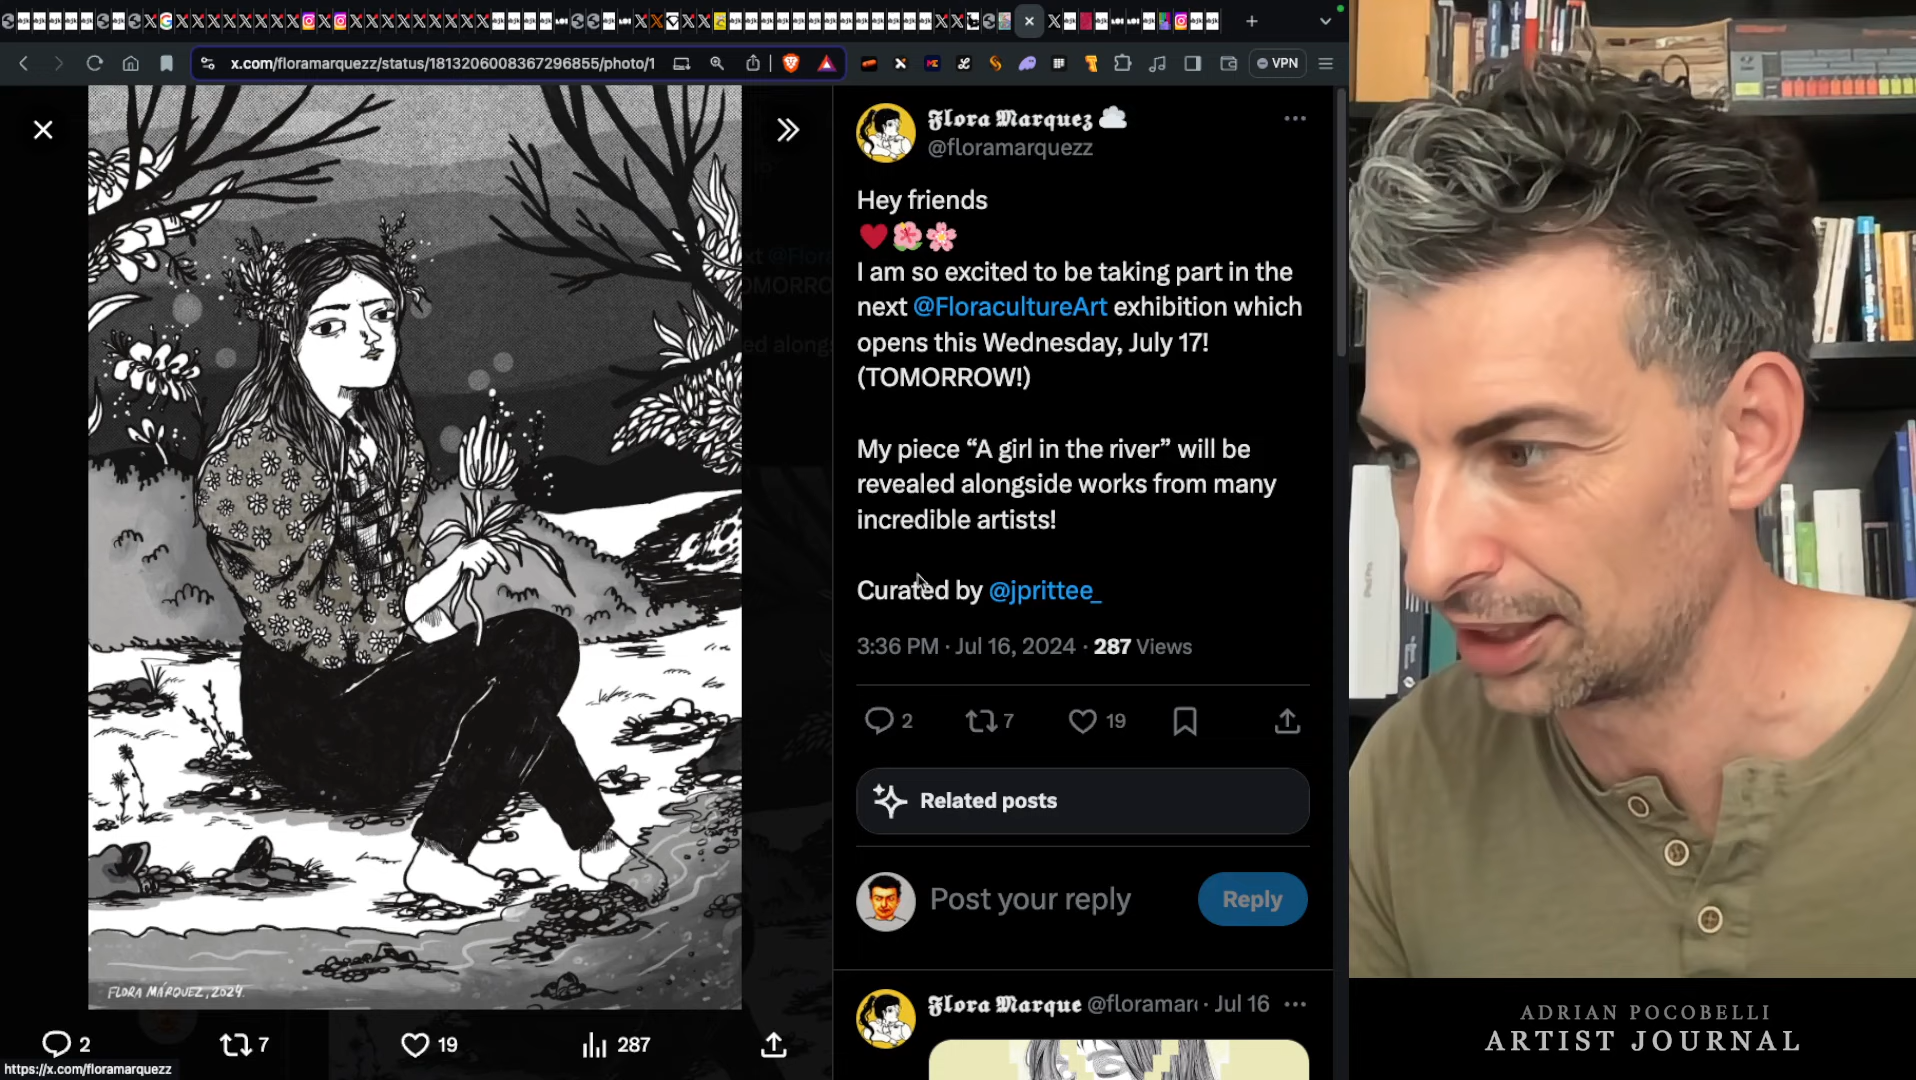 x.com/floramarquezz/status/1813206008367296855/photo/1
VPN
Flora Marquez
@floramarquezz
Hey friends
I am so excited to be taking part in the
next @FloracultureArt exhibition which
opens this Wednesday, July 17!
(TOMORROW!)
My piece “A girl in the river” will be
revealed alongside works from many
incredible artists!
Curated by @jprittee_
3:36 PM · Jul 16, 2024 · 287 Views
2
7
19
Related posts
Post your reply
Reply
Flora Marque @floramar · Jul 16
FLORA MÁRQUEZ, 2024.
2
7
19
287
https://x.com/floramarquezz
ADRIAN POCOBELLI
ARTIST JOURNAL